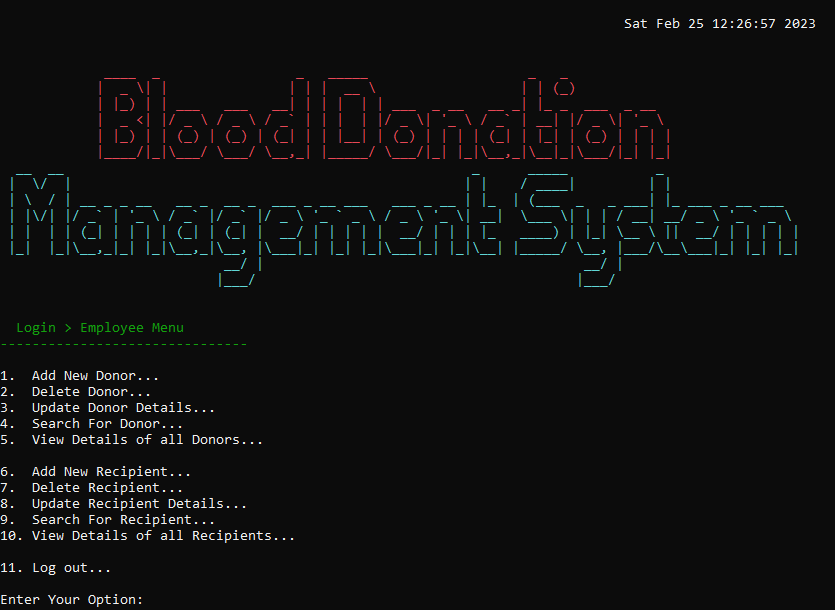 Sat Feb 25 12:26:57 2023
Blood Donation
Management System
Login > Employee Menu
-------------------------------
1. Add New Donor...
2. Delete Donor...
3. Update Donor Details...
4. Search For Donor...
5. View Details of all Donors...
6. Add New Recipient...
7. Delete Recipient...
8. Update Recipient Details...
9. Search For Recipient...
10. View Details of all Recipients...
11. Log out...
Enter Your Option: